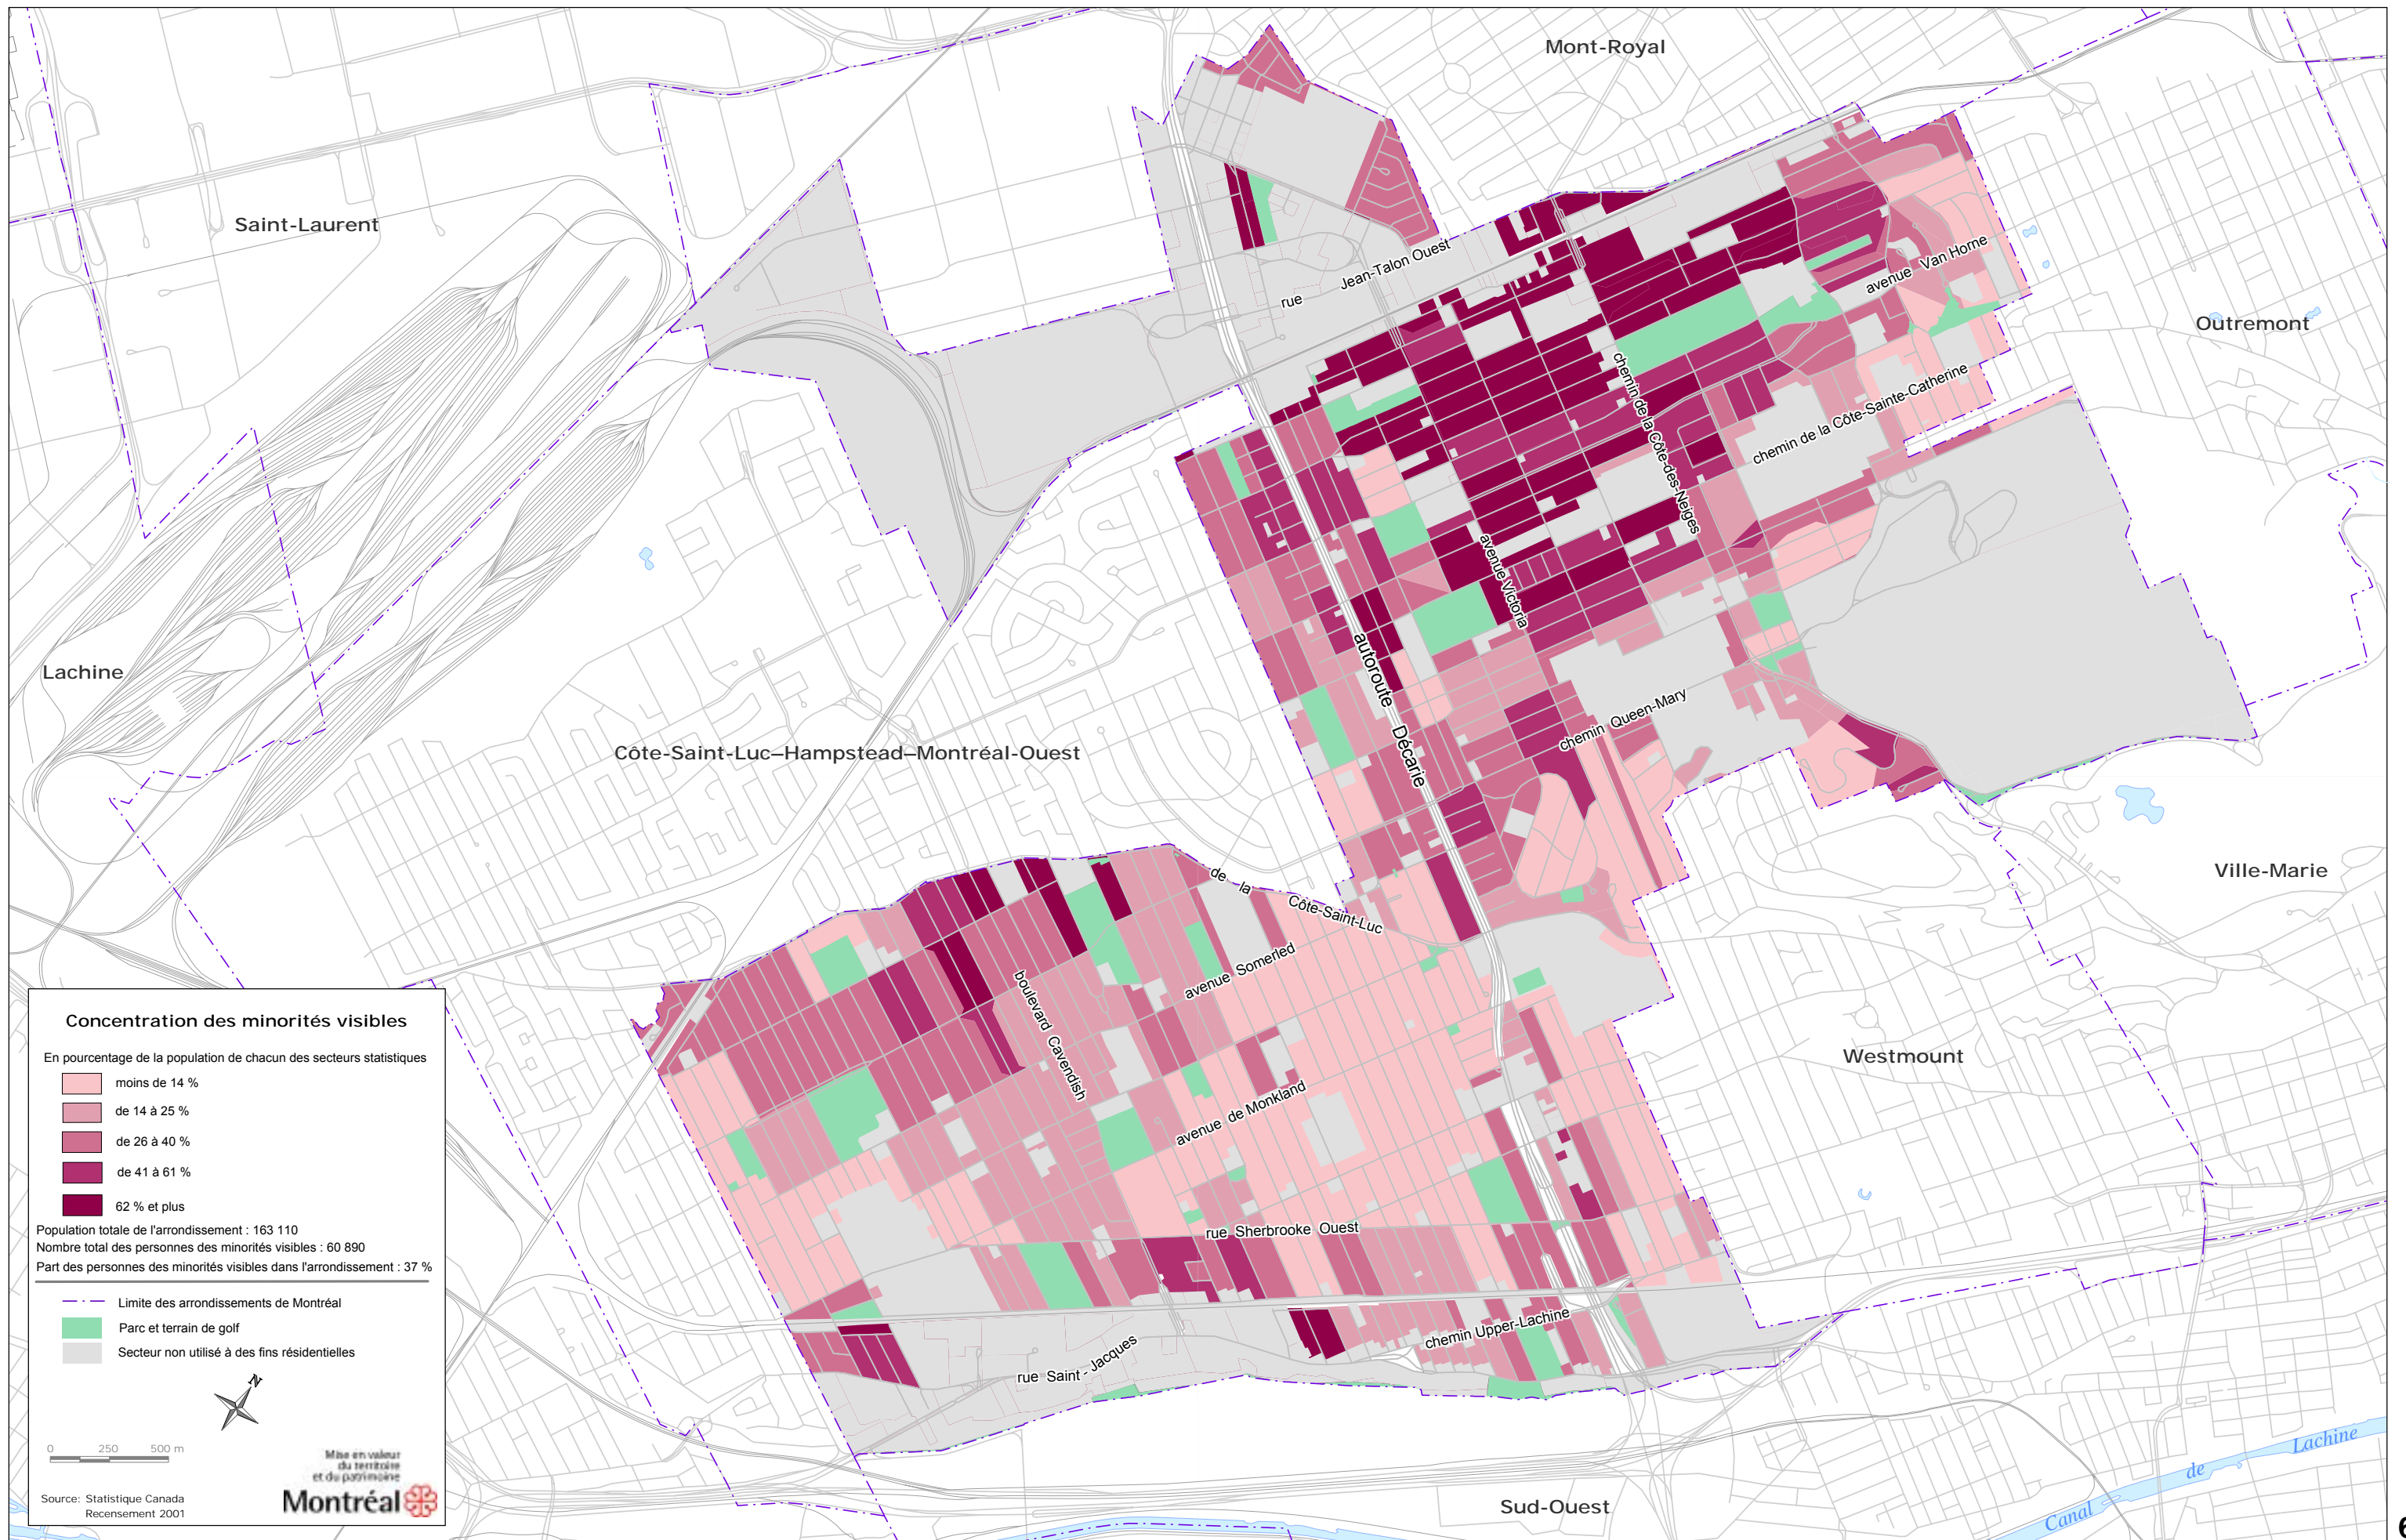 Mont-Royal
Saint-Laurent
rue Jean-Talon Ouest
avenue Van Horne
Outremont
chemin de la Côte-des-Neiges
chemin de la Côte-Sainte-Catherine
avenue Victoria
autoroute Décarie
Lachine
chemin Queen-Mary
Côte-Saint-Luc–Hampstead–Montréal-Ouest
Ville-Marie
de la Côte-Saint-Luc
avenue Somerled
boulevard Cavendish
avenue de Monkland
Westmount
rue Sherbrooke Ouest
chemin Upper-Lachine
rue Saint-Jacques
Sud-Ouest
Canal de Lachine
Concentration des minorités visibles
En pourcentage de la population de chacun des secteurs statistiques
moins de 14 %
de 14 à 25 %
de 26 à 40 %
de 41 à 61 %
62 % et plus
Population totale de l'arrondissement : 163 110
Nombre total des personnes des minorités visibles : 60 890
Part des personnes des minorités visibles dans l'arrondissement : 37 %
Limite des arrondissements de Montréal
Parc et terrain de golf
Secteur non utilisé à des fins résidentielles
N
0 250 500 m
Mise en valeur
du territoire
et du patrimoine
Montréal
Source: Statistique Canada
Recensement 2001